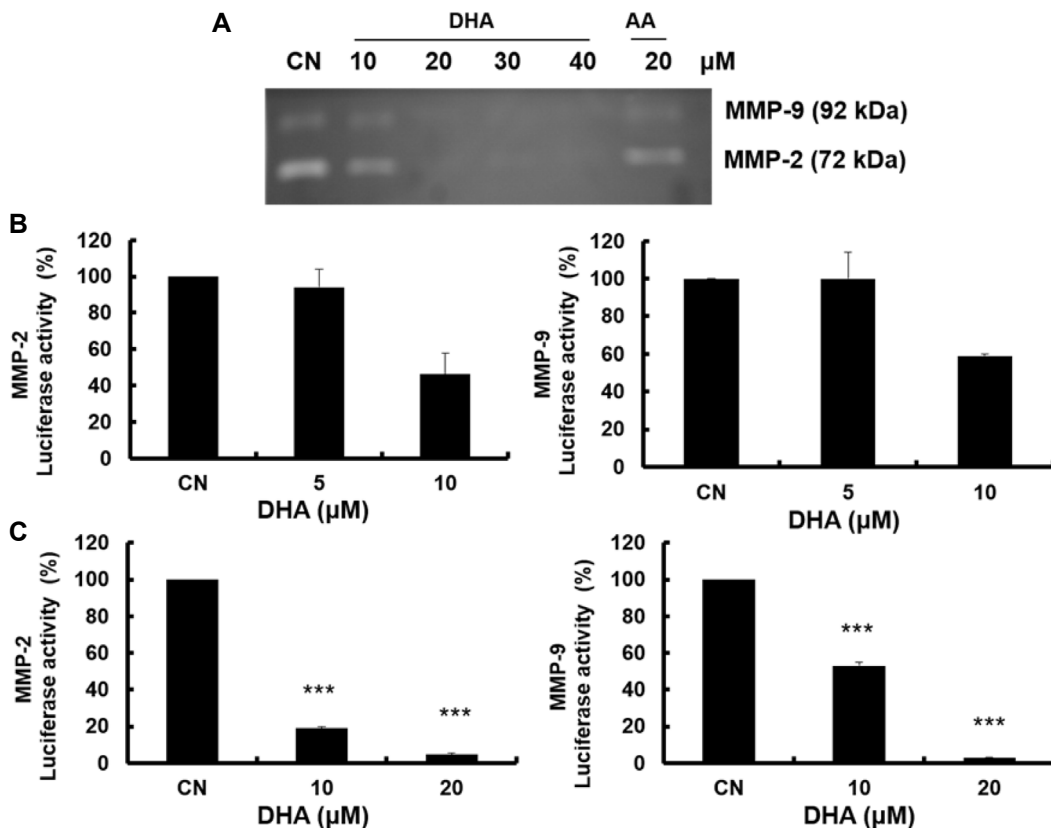 A
DHA AA
CN 10 20 30 40 20 µM
MMP-9 (92 kDa)
MMP-2 (72 kDa)
B
MMP-2
Luciferase activity (%)
120
100
80
60
40
20
0
CN 5 10
DHA (µM)
MMP-9
Luciferase activity (%)
120
100
80
60
40
20
0
CN 5 10
DHA (µM)
C
MMP-2
Luciferase activity (%)
120
100
80
60
40
20
0
***
***
CN 10 20
DHA (µM)
MMP-9
Luciferase activity (%)
120
100
80
60
40
20
0
***
***
CN 10 20
DHA (µM)